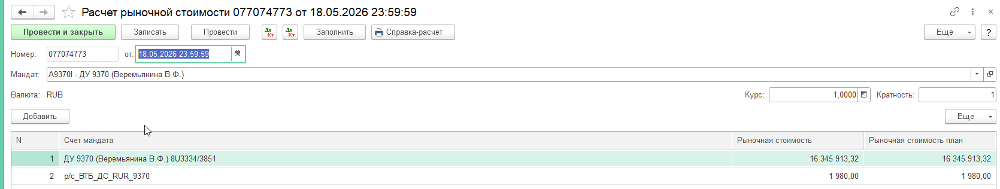 Расчет рыночной стоимости 077074773 от 18.05.2026 23:59:59
Провести и закрыть Записать Провести Дт Кт Дт Кт Заполнить Справка-расчет Еще ?
Номер: 077074773 от: 18.05.2026 23:59:59
Мандат: A9370I - ДУ 9370 (Веремьянина В.Ф.)
Валюта: RUB Курс: 1,0000 Кратность: 1
Добавить Еще
N Счет мандата Рыночная стоимость Рыночная стоимость план
1 ДУ 9370 (Веремьянина В.Ф.) 8U3334/3851 16 345 913,32 16 345 913,32
2 р/с_ВТБ_ДС_RUR_9370 1 980,00 1 980,00